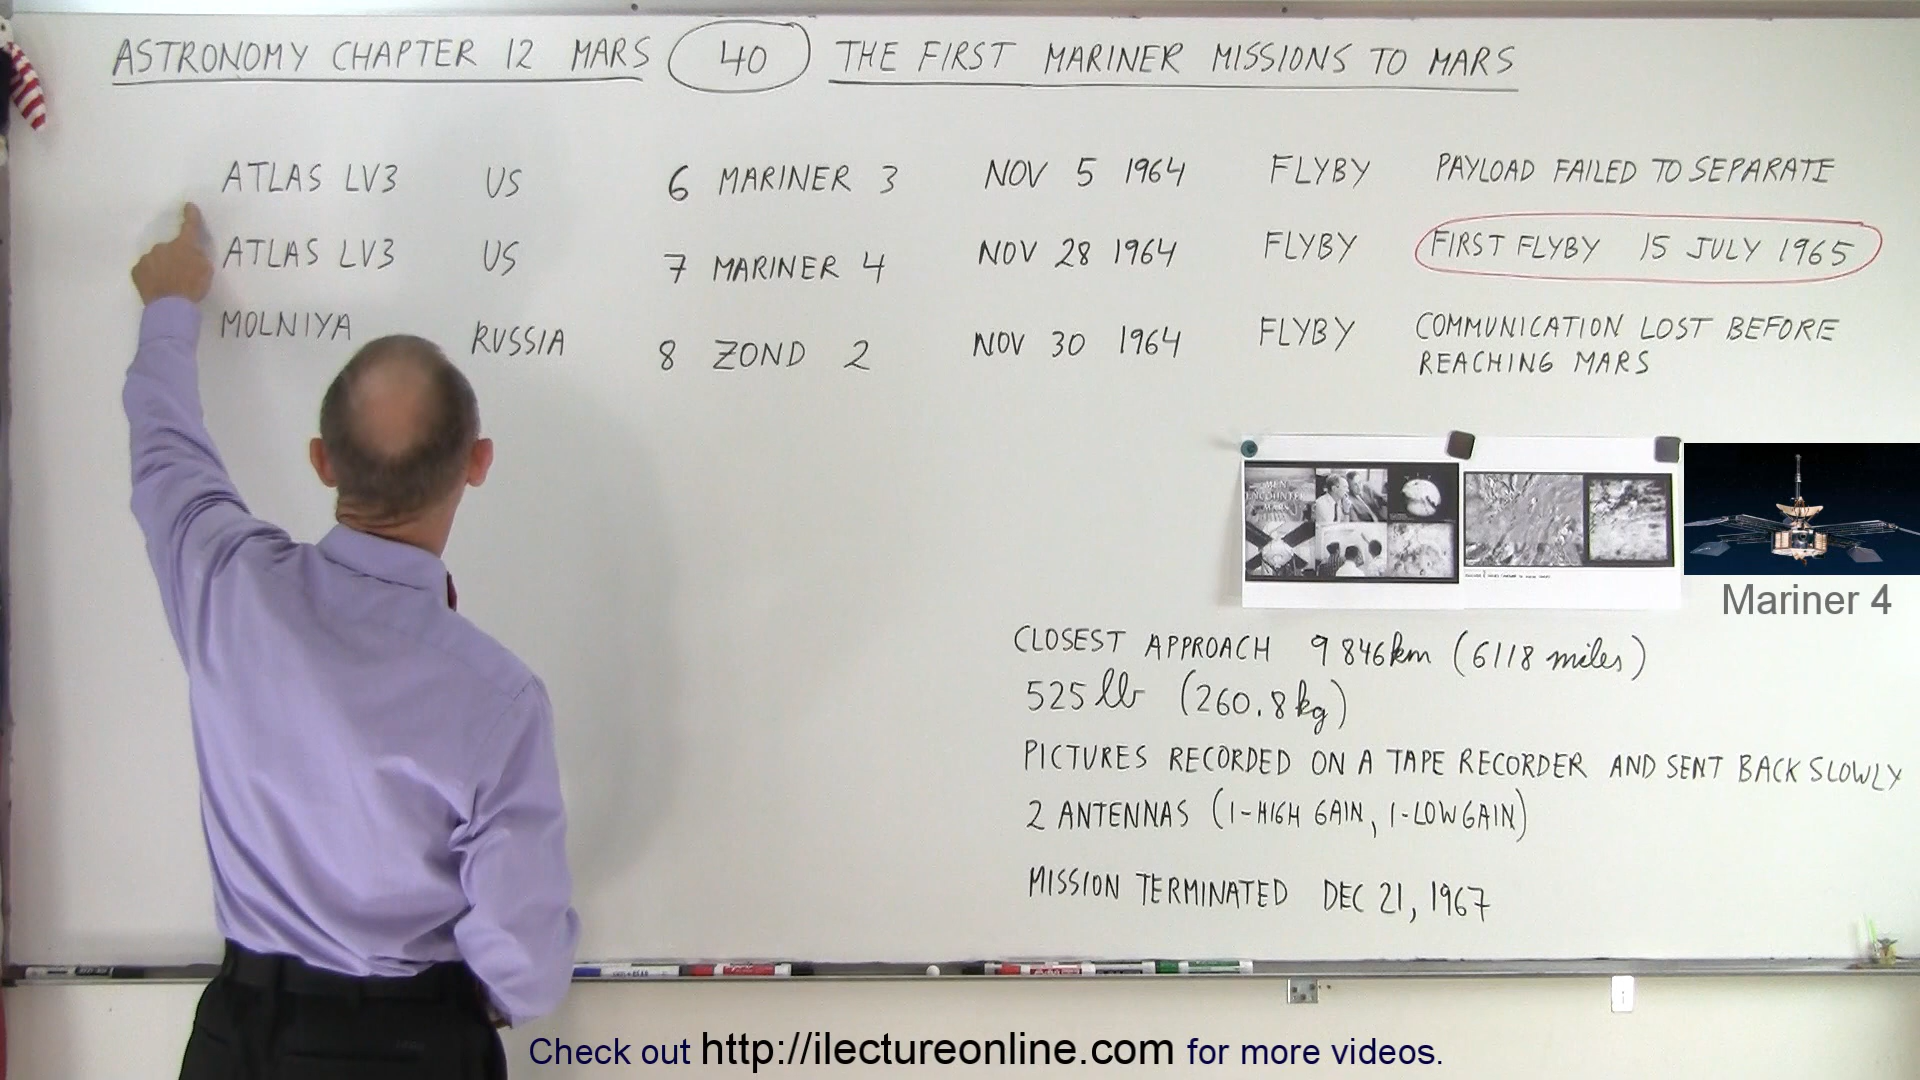 ASTRONOMY CHAPTER 12 MARS 40 THE FIRST MARINER MISSIONS TO MARS
ATLAS LV3 US 6 MARINER 3 NOV 5 1964 FLYBY PAYLOAD FAILED TO SEPARATE
ATLAS LV3 US 7 MARINER 4 NOV 28 1964 FLYBY FIRST FLYBY 15 JULY 1965
MOLNIYA RUSSIA 8 ZOND 2 NOV 30 1964 FLYBY COMMUNICATION LOST BEFORE
REACHING MARS
MEN
ENCOUNTER
MARS
Mariner 4
CLOSEST APPROACH 9846km (6118 miles)
525 lb (260.8kg)
PICTURES RECORDED ON A TAPE RECORDER AND SENT BACK SLOWLY
2 ANTENNAS (1-HIGH GAIN, 1-LOW GAIN)
MISSION TERMINATED DEC 21, 1967
Check out http://ilectureonline.com for more videos.